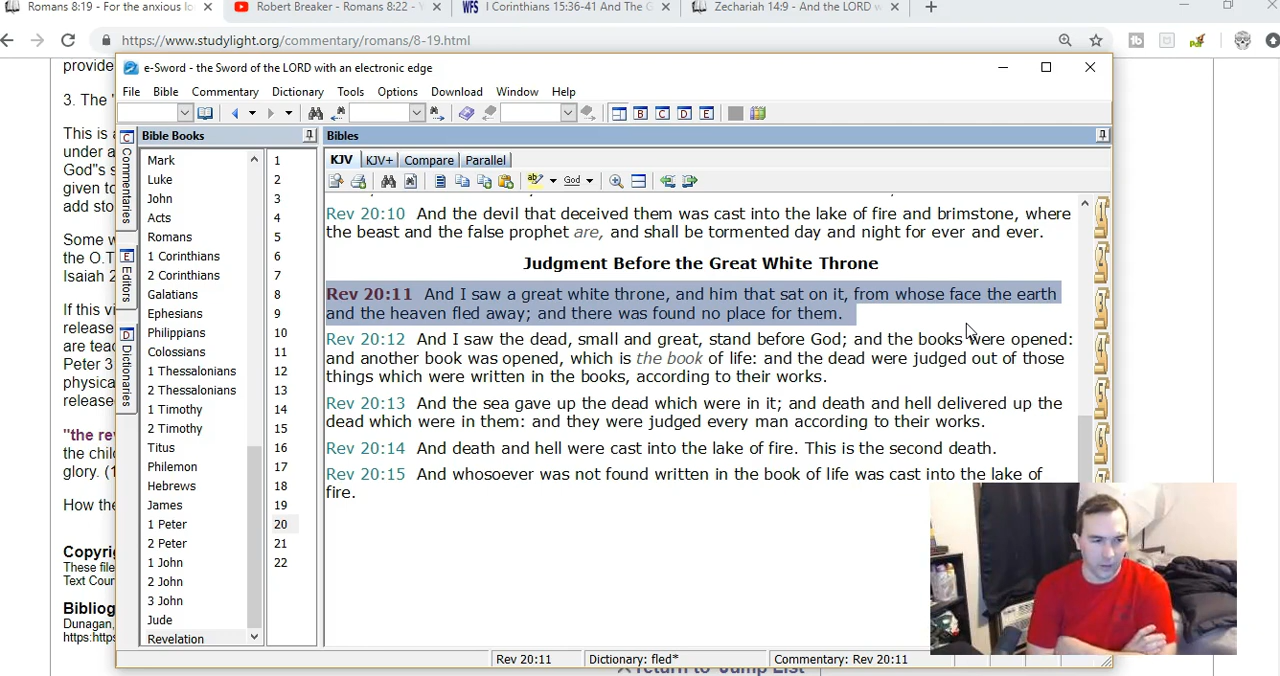 Romans 8:19 - For the anxious lo
Robert Breaker - Romans 8:22 - Y
WFS I Corinthians 15:36-41 And The G
Zechariah 14:9 - And the LORD w
https://www.studylight.org/commentary/romans/8-19.html
provide
3. The "
This is a
under a
God"s s
given to
add sto
Some w
the O.T
Isaiah 2
If this vi
release
are tea
Peter 3
physica
release
"the rev
the chil
glory. (1
How the
Copyri
These file
Text Cour
Bibliog
Dunagan,
https:http
e-Sword - the Sword of the LORD with an electronic edge
File Bible Commentary Dictionary Tools Options Download Window Help
Bible Books
Bibles
Commentaries
Editors
Dictionaries
KJV KJV+ Compare Parallel
Mark 1
Luke 2
John 3
Acts 4
Romans 5
1 Corinthians 6
2 Corinthians 7
Galatians 8
Ephesians 9
Philippians 10
Colossians 11
1 Thessalonians 12
2 Thessalonians 13
1 Timothy 14
2 Timothy 15
Titus 16
Philemon 17
Hebrews 18
James 19
1 Peter 20
2 Peter 21
1 John 22
2 John
3 John
Jude
Revelation
Rev 20:10 And the devil that deceived them was cast into the lake of fire and brimstone, where
the beast and the false prophet are, and shall be tormented day and night for ever and ever.
Judgment Before the Great White Throne
Rev 20:11 And I saw a great white throne, and him that sat on it, from whose face the earth
and the heaven fled away; and there was found no place for them.
Rev 20:12 And I saw the dead, small and great, stand before God; and the books were opened:
and another book was opened, which is the book of life: and the dead were judged out of those
things which were written in the books, according to their works.
Rev 20:13 And the sea gave up the dead which were in it; and death and hell delivered up the
dead which were in them: and they were judged every man according to their works.
Rev 20:14 And death and hell were cast into the lake of fire. This is the second death.
Rev 20:15 And whosoever was not found written in the book of life was cast into the lake of
fire.
1
2
3
4
5
6
Rev 20:11 Dictionary: fled* Commentary: Rev 20:11